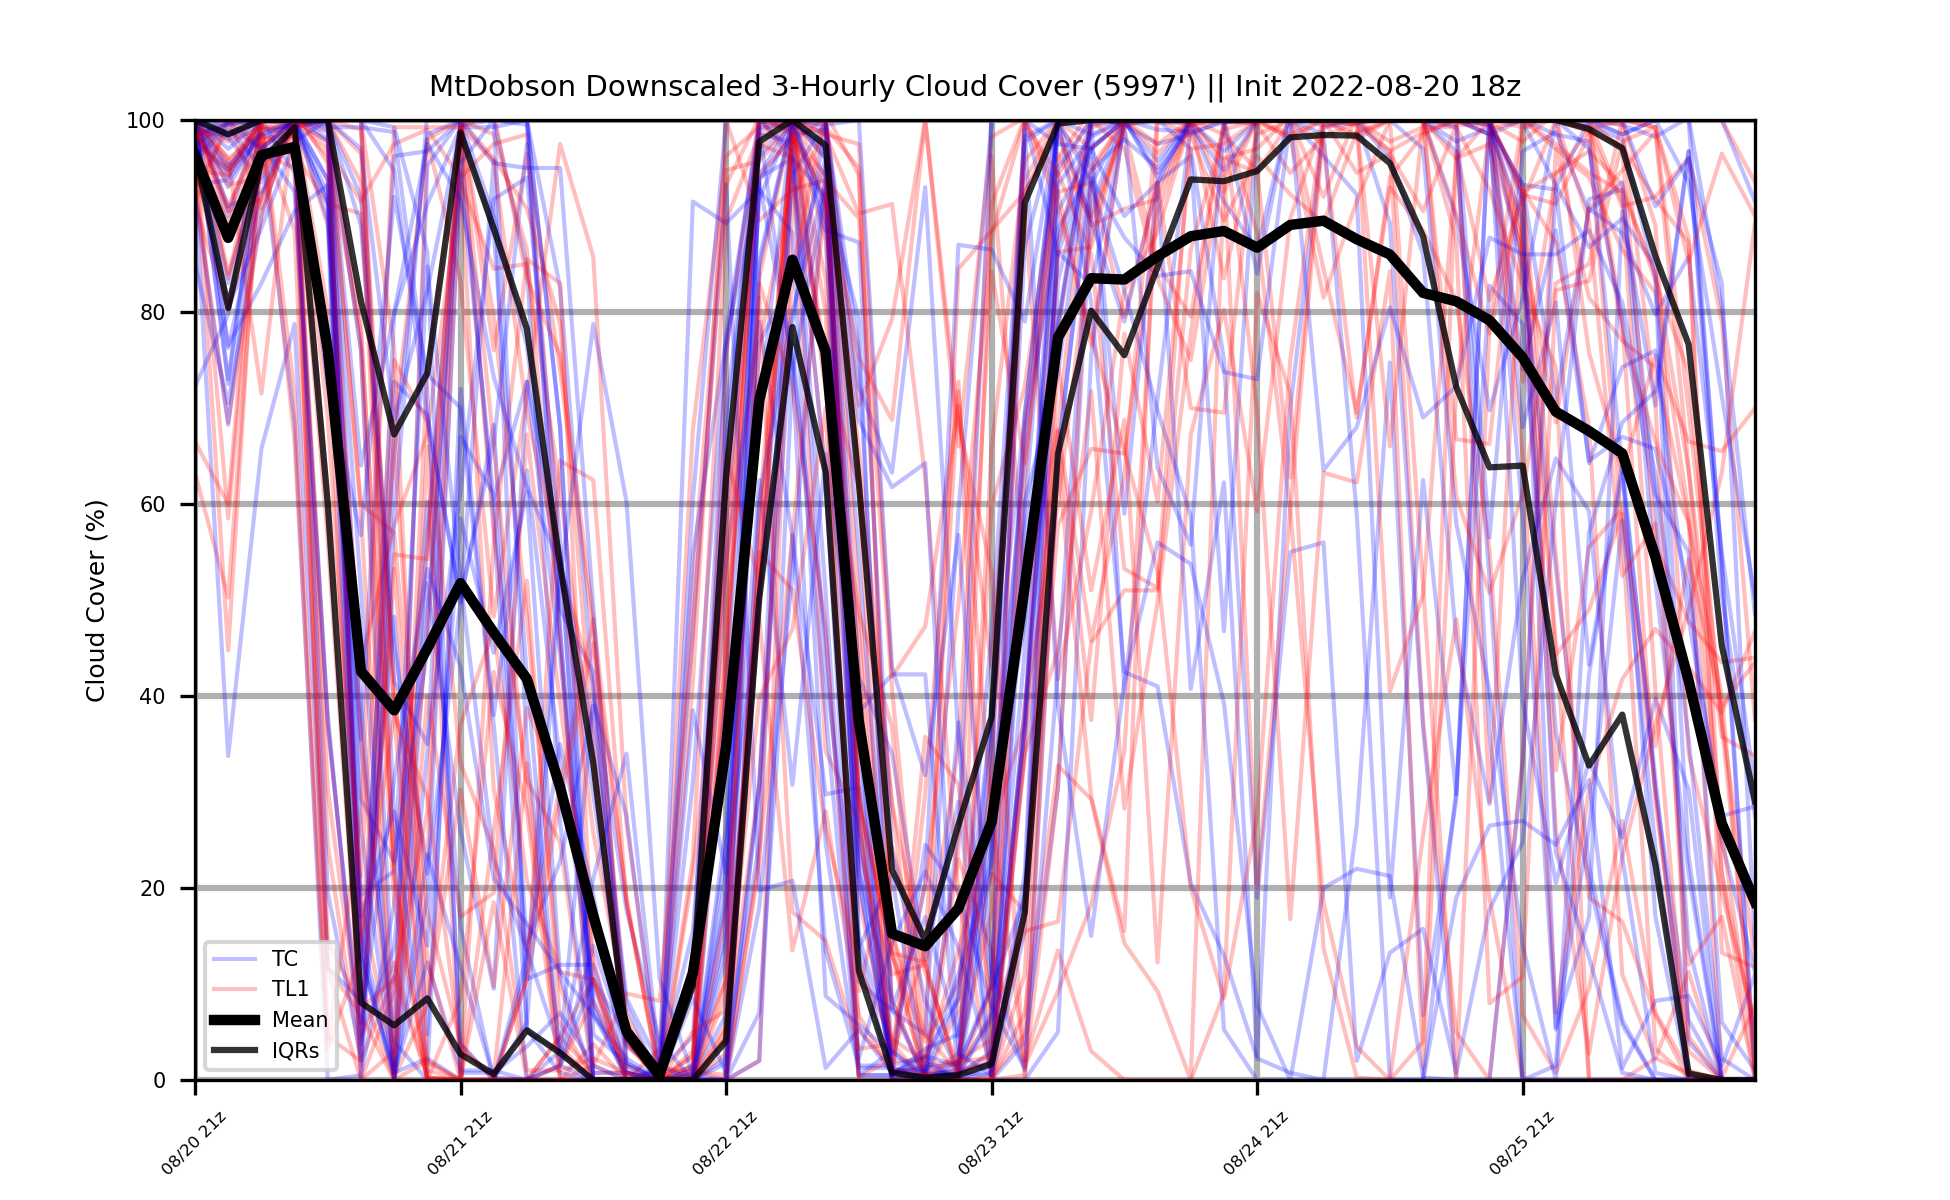 MtDobson Downscaled 3-Hourly Cloud Cover (5997') || Init 2022-08-20 18z
Cloud Cover (%)
100
80
60
40
20
0
TC
TL1
Mean
IQRs
08/20 21z
08/21 21z
08/22 21z
08/23 21z
08/24 21z
08/25 21z